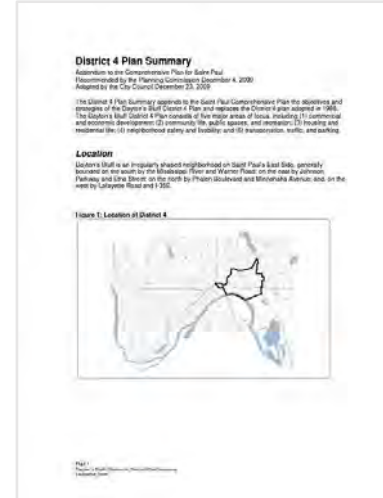 District 4 Plan Summary
Addendum to the Comprehensive Plan for Saint Paul
Recommended by the Planning Commission December 4, 2009
Adopted by the City Council December 23, 2009
The District 4 Plan Summary appends to the Saint Paul Comprehensive Plan the objectives and
strategies of the Dayton's Bluff District 4 Plan and replaces the District 4 plan adopted in 1986.
The Dayton's Bluff District 4 Plan consists of five major areas of focus, including (1) commercial
and economic development; (2) community life, public spaces, and recreation; (3) housing and
residential life; (4) neighborhood safety and livability; and (5) transportation, traffic, and parking.
Location
Dayton's Bluff is an irregularly shaped neighborhood on Saint Paul's East Side, generally
bounded on the south by the Mississippi River and Warner Road; on the east by Johnson
Parkway and Etna Street; on the north by Phalen Boulevard and Minnehaha Avenue; and, on the
west by Lafayette Road and I-35E.
Figure 1: Location of District 4